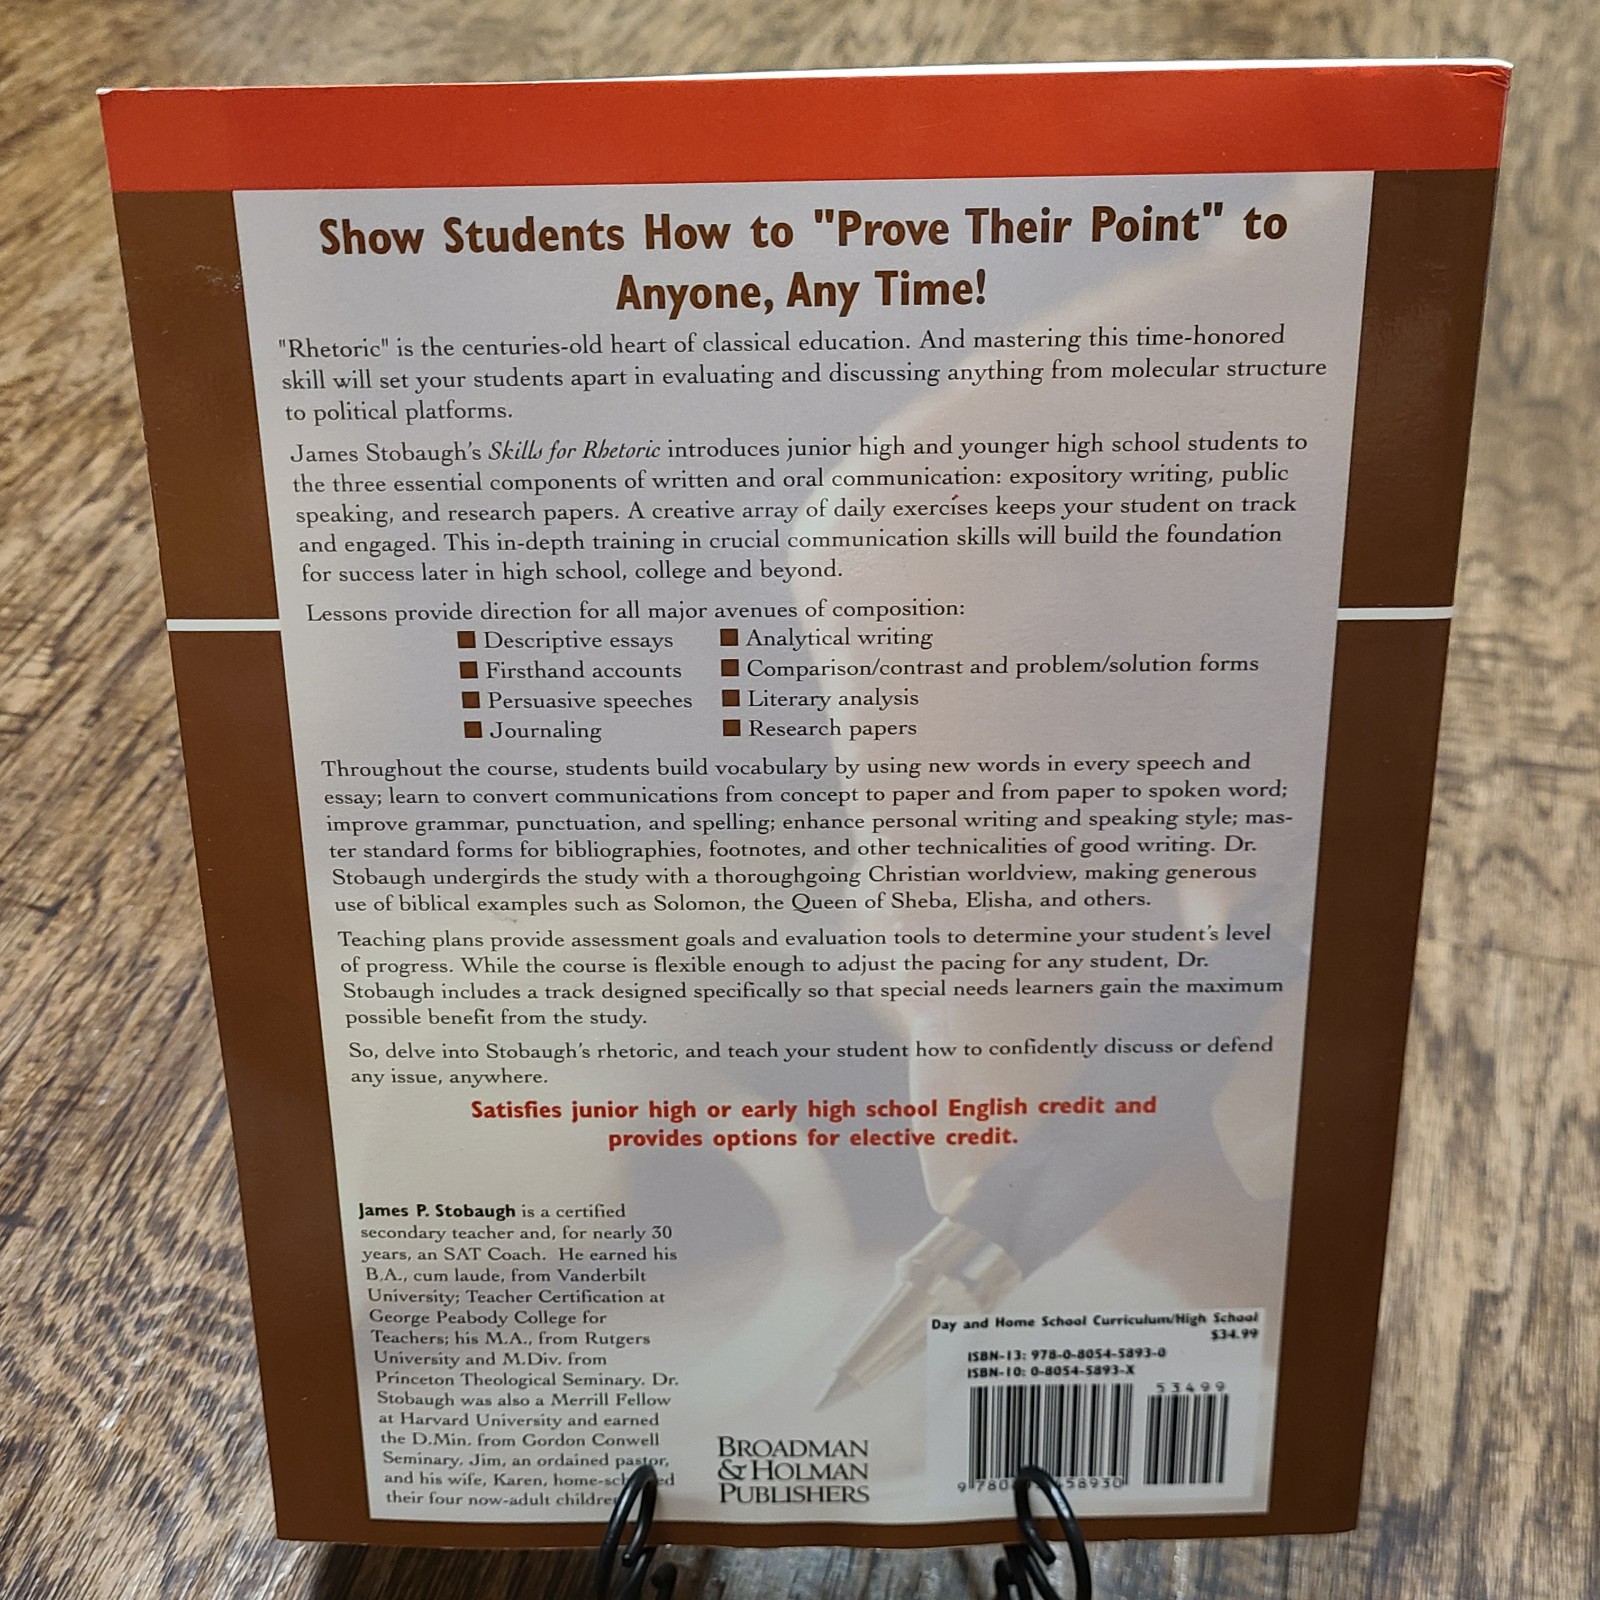 Show Students How to "Prove Their Point" to
Anyone, Any Time!
"Rhetoric" is the centuries-old heart of classical education. And mastering this time-honored
skill will set your students apart in evaluating and discussing anything from molecular structure
to political platforms.
James Stobaugh's Skills for Rhetoric introduces junior high and younger high school students to
the three essential components of written and oral communication: expository writing, public
speaking, and research papers. A creative array of daily exercises keeps your student on track
and engaged. This in-depth training in crucial communication skills will build the foundation
for success later in high school, college and beyond.
Lessons provide direction for all major avenues of composition:
■ Descriptive essays
■ Firsthand accounts
■ Persuasive speeches
■ Journaling
■ Analytical writing
■ Comparison/contrast and problem/solution forms
■ Literary analysis
■ Research papers
Throughout the course, students build vocabulary by using new words in every speech and
essay; learn to convert communications from concept to paper and from paper to spoken word;
improve grammar, punctuation, and spelling; enhance personal writing and speaking style; mas-
ter standard forms for bibliographies, footnotes, and other technicalities of good writing. Dr.
Stobaugh undergirds the study with a thoroughgoing Christian worldview, making generous
use of biblical examples such as Solomon, the Queen of Sheba, Elisha, and others.
Teaching plans provide assessment goals and evaluation tools to determine your student's level
of progress. While the course is flexible enough to adjust the pacing for any student, Dr.
Stobaugh includes a track designed specifically so that special needs learners gain the maximum
possible benefit from the study.
So, delve into Stobaugh's rhetoric, and teach your student how to confidently discuss or defend
any issue, anywhere.
Satisfies junior high or early high school English credit and
provides options for elective credit.
James P. Stobaugh is a certified
secondary teacher and, for nearly 30
years, an SAT Coach. He earned his
B.A., cum laude, from Vanderbilt
University; Teacher Certification at
George Peabody College for
Teachers; his M.A., from Rutgers
University and M.Div. from
Princeton Theological Seminary. Dr.
Stobaugh was also a Merrill Fellow
at Harvard University and earned
the D.Min. from Gordon Conwell
Seminary. Jim, an ordained pastor,
and his wife, Karen,
their four now-adult
BROADMAN
& HOLMAN
PUBLISHERS
Day and Home School Curriculum/High School
$34.99
ISBN-13: 978-0-8054-5893-0
ISBN-10: 0-8054-5893-X
53499